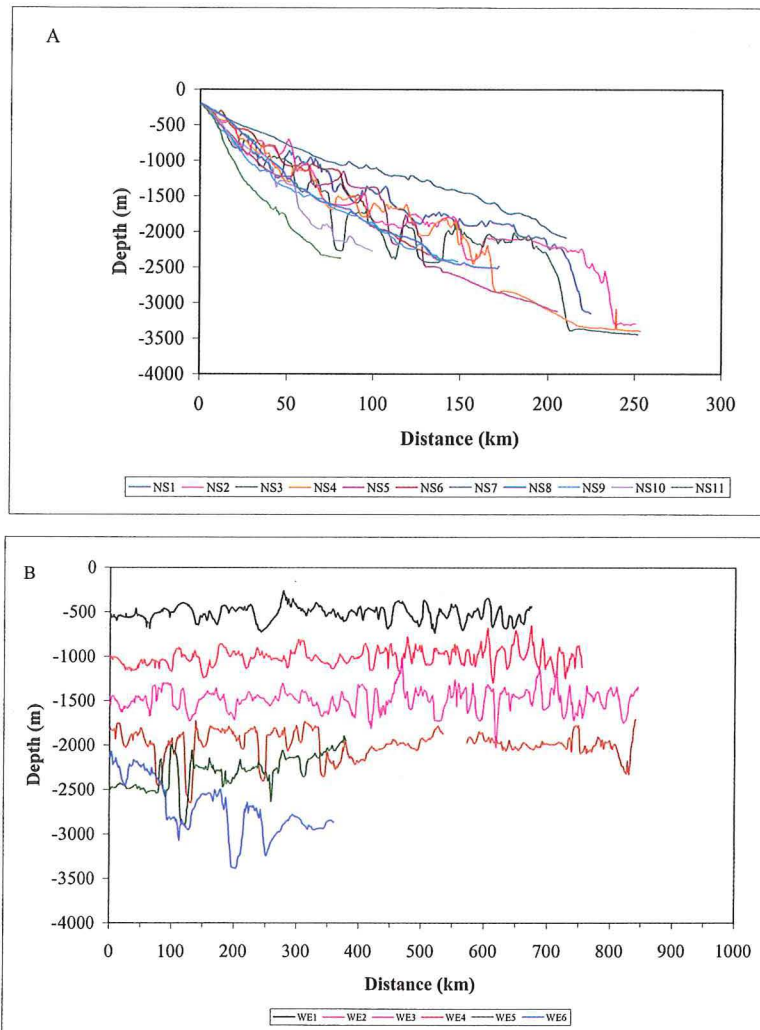 A
0
-500
-1000
-1500
-2000
-2500
-3000
-3500
-4000
Depth (m)
0 50 100 150 200 250 300
Distance (km)
NS1 NS2 NS3 NS4 NS5 NS6 NS7 NS8 NS9 NS10 NS11
B
0
-500
-1000
-1500
-2000
-2500
-3000
-3500
-4000
Depth (m)
0 100 200 300 400 500 600 700 800 900 1000
Distance (km)
WE1 WE2 WE3 WE4 WE5 WE6